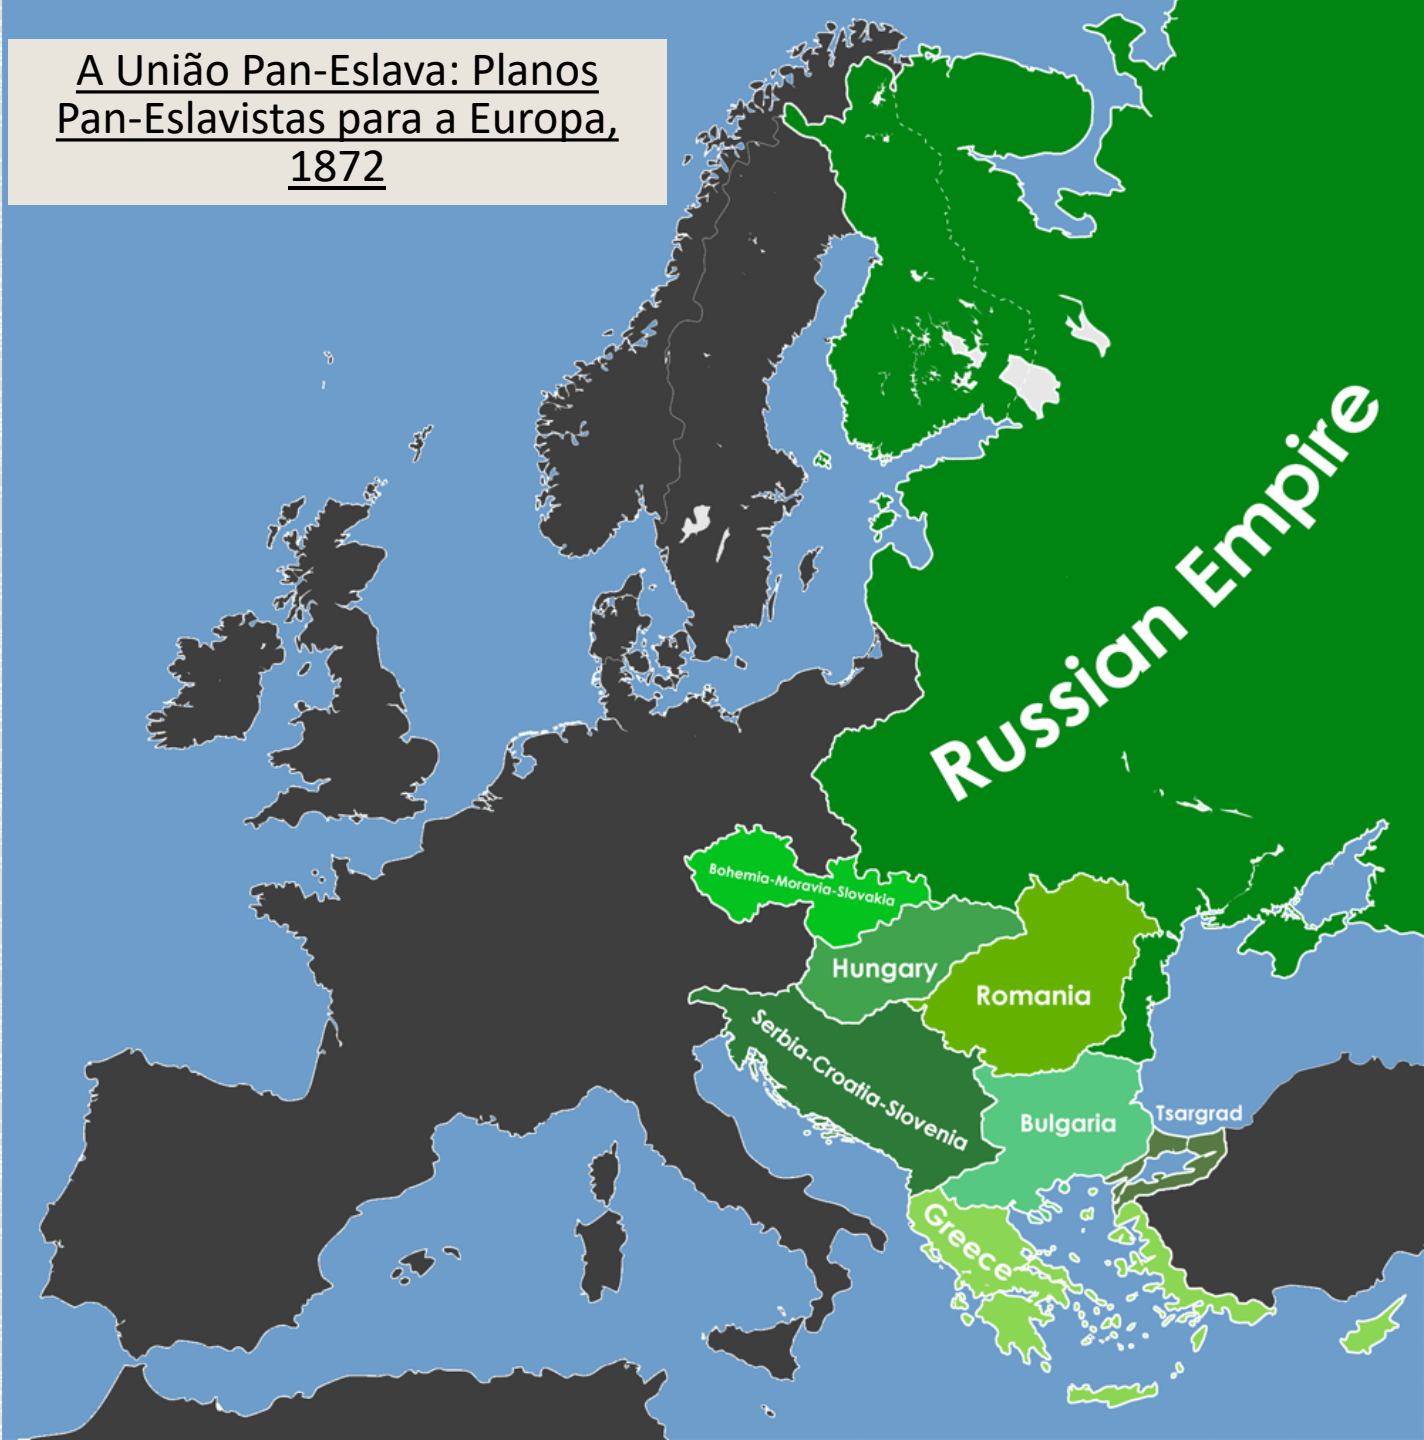 A União Pan-Eslava: Planos
Pan-Eslavistas para a Europa,
1872
Russian Empire
Bohemia-Moravia-Slovakia
Hungary
Romania
Serbia-Croatia-Slovenia
Bulgaria
Tsargrad
Greece